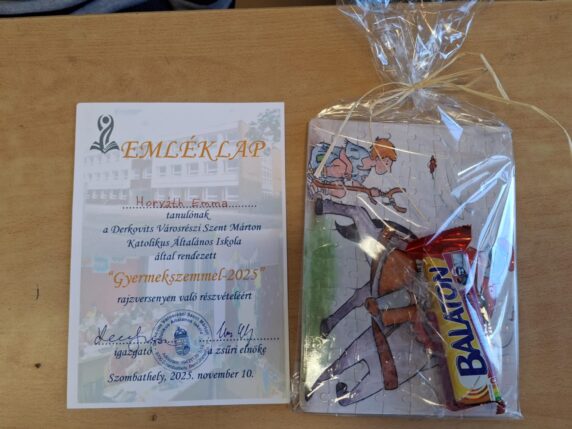 EMLÉKLAP
Horváth Emma
tanulónak
a Derkovits Városrészi Szent Márton
Katolikus Általános Iskola
által rendezett
"Gyermekszemmel-2025"
rajzversenyen való részvételéért
igazgató
a zsűri elnöke
Szombathely, 2025. november 10.
BALATON